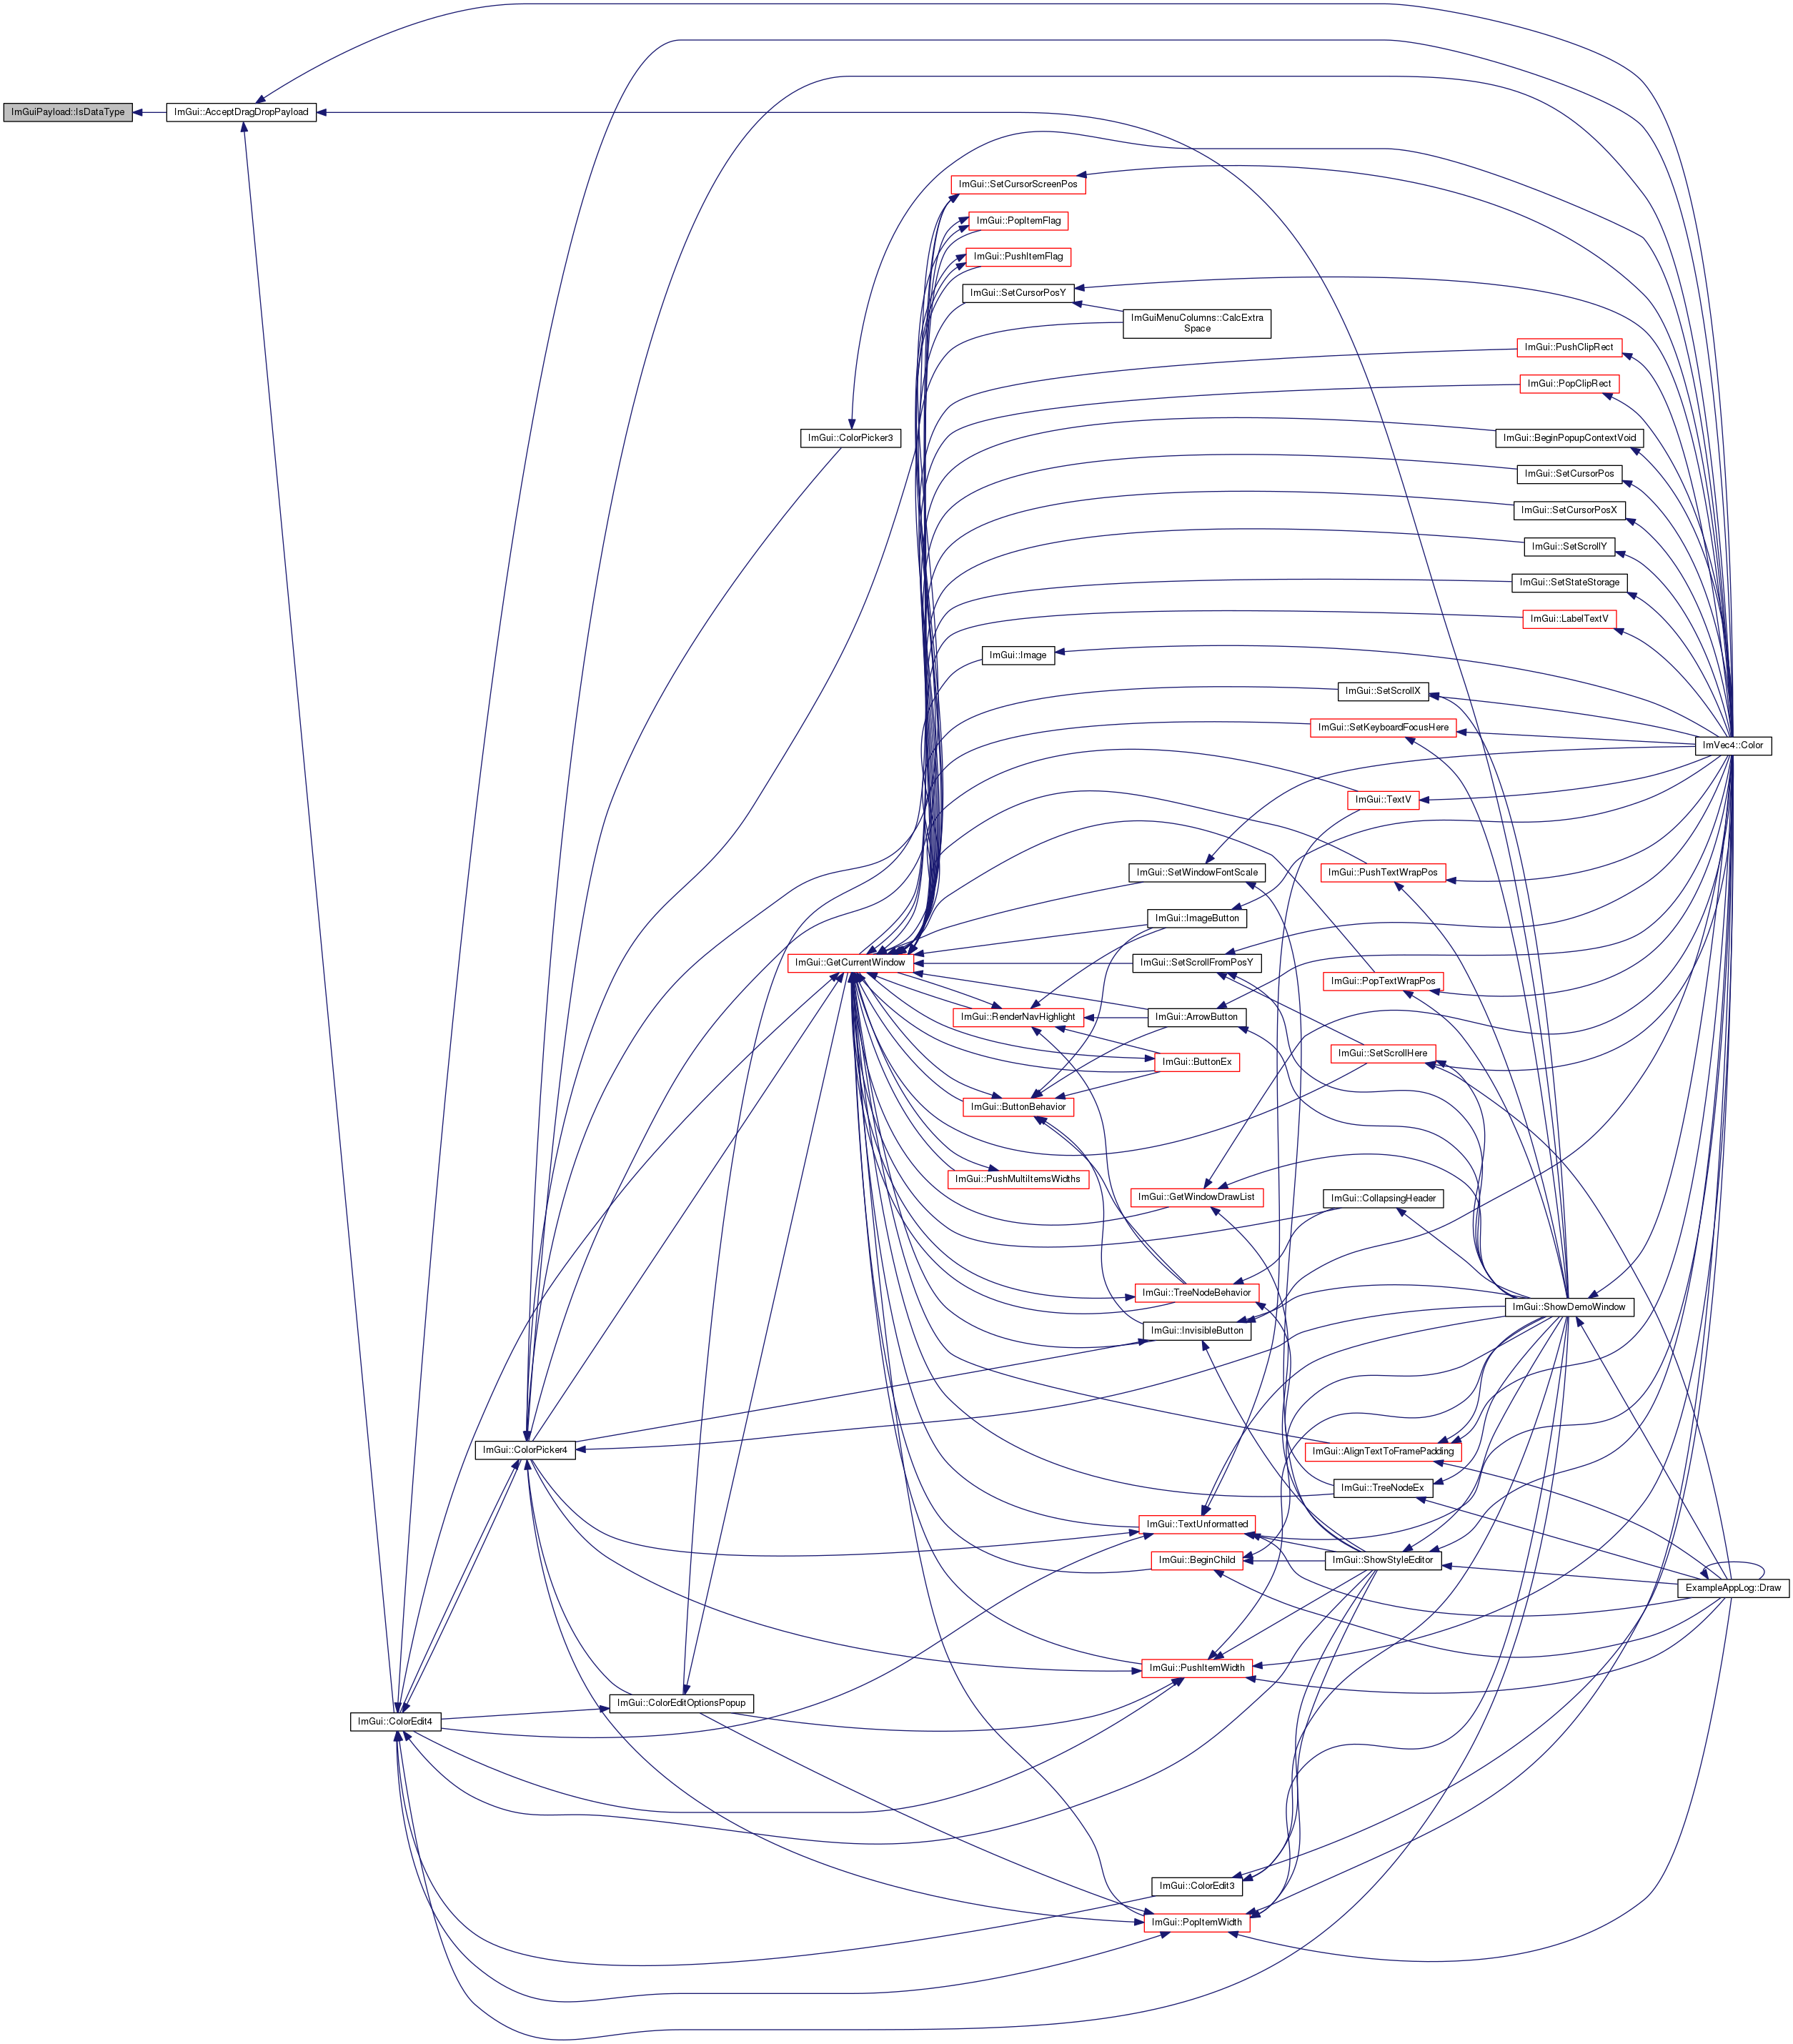 ImGuiPayload::IsDataType
ImGui::AcceptDragDropPayload
ImGui::SetCursorScreenPos
ImGui::PopItemFlag
ImGui::PushItemFlag
ImGui::SetCursorPosY
ImGuiMenuColumns::CalcExtra
Space
ImGui::PushClipRect
ImGui::PopClipRect
ImGui::ColorPicker3
ImGui::BeginPopupContextVoid
ImGui::SetCursorPos
ImGui::SetCursorPosX
ImGui::SetScrollY
ImGui::SetStateStorage
ImGui::LabelTextV
ImGui::Image
ImGui::SetScrollX
ImGui::SetKeyboardFocusHere
ImVec4::Color
ImGui::TextV
ImGui::SetWindowFontScale
ImGui::PushTextWrapPos
ImGui::ImageButton
ImGui::GetCurrentWindow
ImGui::SetScrollFromPosY
ImGui::PopTextWrapPos
ImGui::RenderNavHighlight
ImGui::ArrowButton
ImGui::SetScrollHere
ImGui::ButtonEx
ImGui::ButtonBehavior
ImGui::PushMultiItemsWidths
ImGui::GetWindowDrawList
ImGui::CollapsingHeader
ImGui::TreeNodeBehavior
ImGui::ShowDemoWindow
ImGui::InvisibleButton
ImGui::ColorPicker4
ImGui::AlignTextToFramePadding
ImGui::TreeNodeEx
ImGui::TextUnformatted
ImGui::BeginChild
ImGui::ShowStyleEditor
ExampleAppLog::Draw
ImGui::PushItemWidth
ImGui::ColorEditOptionsPopup
ImGui::ColorEdit4
ImGui::ColorEdit3
ImGui::PopItemWidth